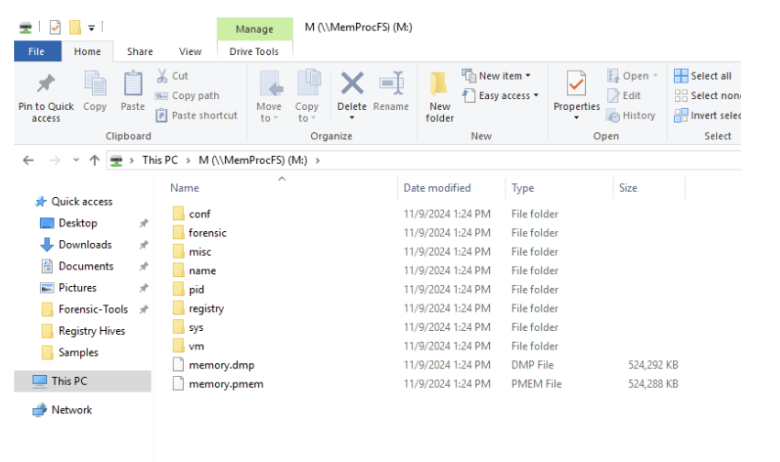 Manage M (\\MemProcFS) (M:)
File Home Share View Drive Tools
Pin to Quick access Copy Paste Cut Copy path Paste shortcut
Move to Copy to Delete Rename
New folder New item Easy access
Properties Open Edit History
Select all Select none Invert selec
Clipboard Organize New Open Select
This PC > M (\\MemProcFS) (M:) >
Name Date modified Type Size
Quick access
Desktop
Downloads
Documents
Pictures
Forensic-Tools
Registry Hives
Samples
This PC
Network
conf 11/9/2024 1:24 PM File folder
forensic 11/9/2024 1:24 PM File folder
misc 11/9/2024 1:24 PM File folder
name 11/9/2024 1:24 PM File folder
pid 11/9/2024 1:24 PM File folder
registry 11/9/2024 1:24 PM File folder
sys 11/9/2024 1:24 PM File folder
vm 11/9/2024 1:24 PM File folder
memory.dmp 11/9/2024 1:24 PM DMP File 524,292 KB
memory.pmem 11/9/2024 1:24 PM PMEM File 524,288 KB